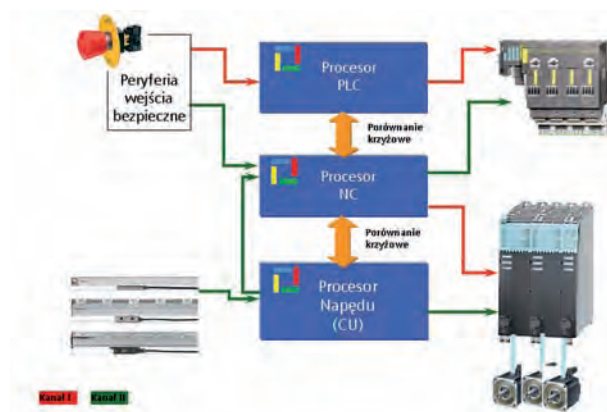 Peryferia
wejścia
bezpieczne
Procesor
PLC
Porównanie
krzyżowe
Procesor
NC
Porównanie
krzyżowe
Procesor
Napędu
(CU)
Kanał I
Kanał II